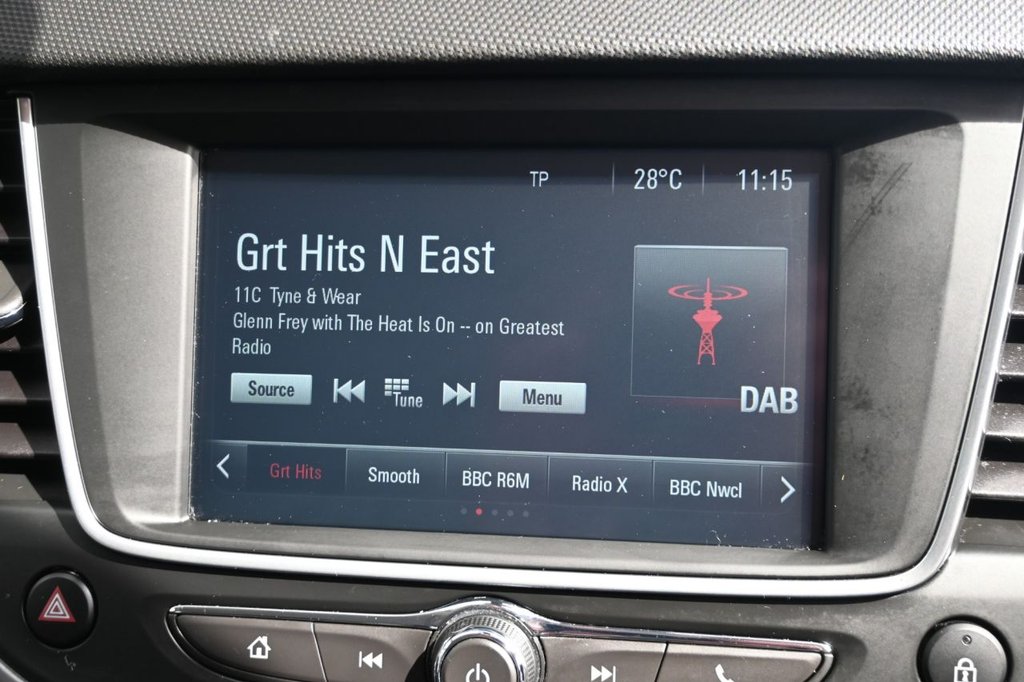 TP 28°C 11:15
Grt Hits N East
11C Tyne & Wear
Glenn Frey with The Heat Is On -- on Greatest
Radio
Source Tune Menu
DAB
Grt Hits Smooth BBC R6M Radio X BBC Nwcl